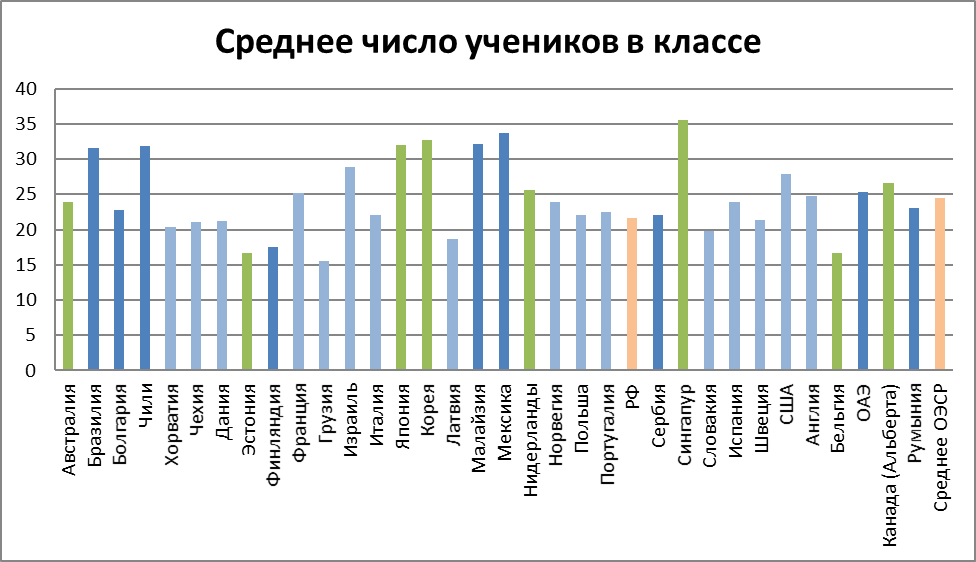 Среднее число учеников в классе
40
35
30
25
20
15
10
5
0
Австралия
Бразилия
Болгария
Чили
Хорватия
Чехия
Дания
Эстония
Финляндия
Франция
Грузия
Израиль
Италия
Япония
Корея
Латвия
Малайзия
Мексика
Нидерланды
Норвегия
Польша
Португалия
РФ
Сербия
Сингапур
Словакия
Испания
Швеция
США
Англия
Бельгия
ОАЭ
Канада (Альберта)
Румыния
Среднее ОЭСР